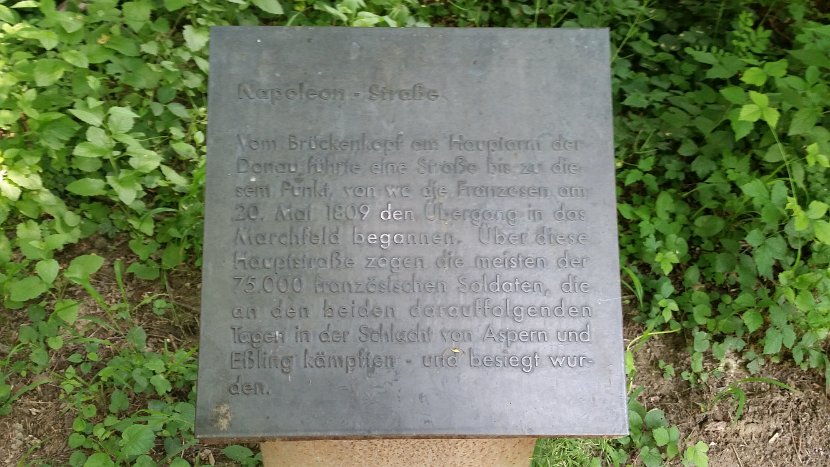 Napoleon - Straße
Vom Brückenkopf am Hauptarm der
Donau führte eine Straße bis zu die-
sem Punkt, von wo die Franzosen am
20. Mai 1809 den Übergang in das
Marchfeld begannen. Über diese
Hauptstraße zogen die meisten der
75.000 französischen Soldaten, die
an den beiden darauffolgenden
Tagen in der Schlacht von Aspern und
Eßling kämpften - und besiegt wur-
den.